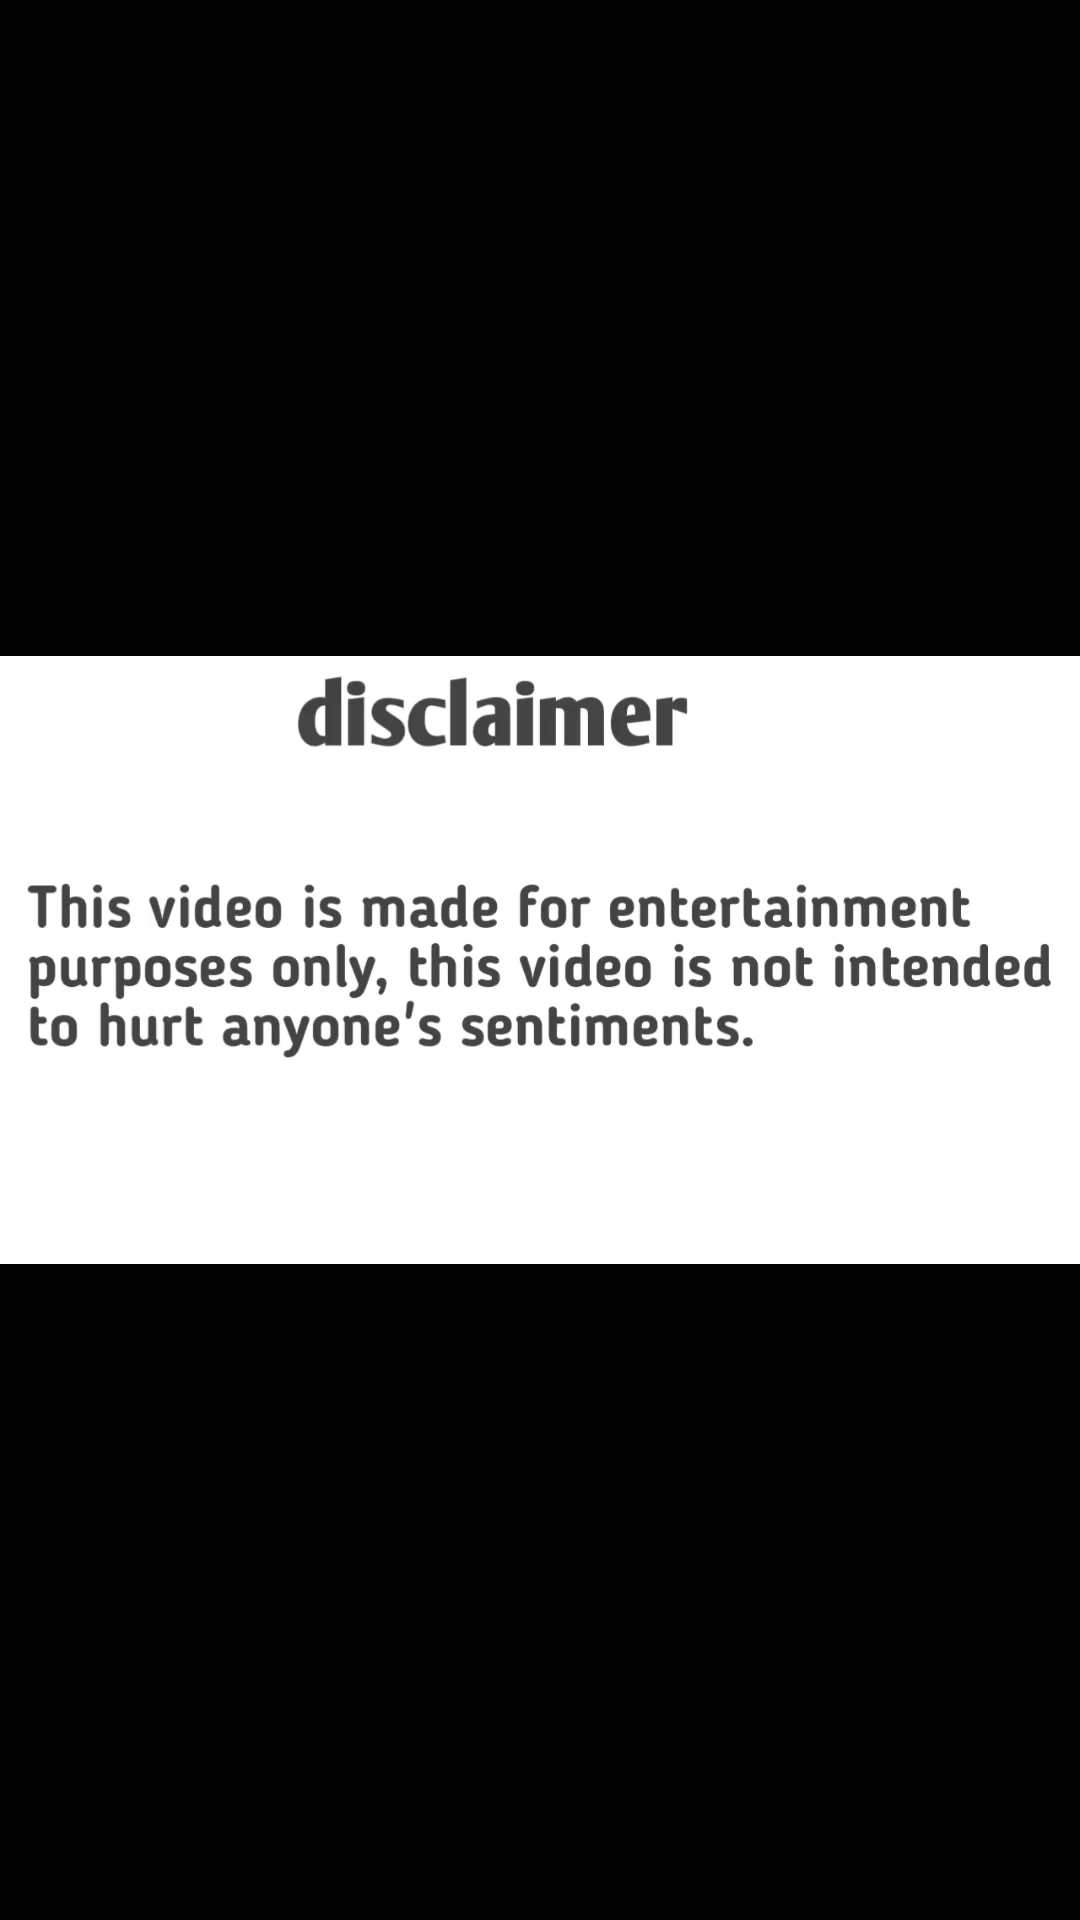 disclaimer
This video is made for entertainment
purposes only, this video is not intended
to hurt anyone's sentiments.